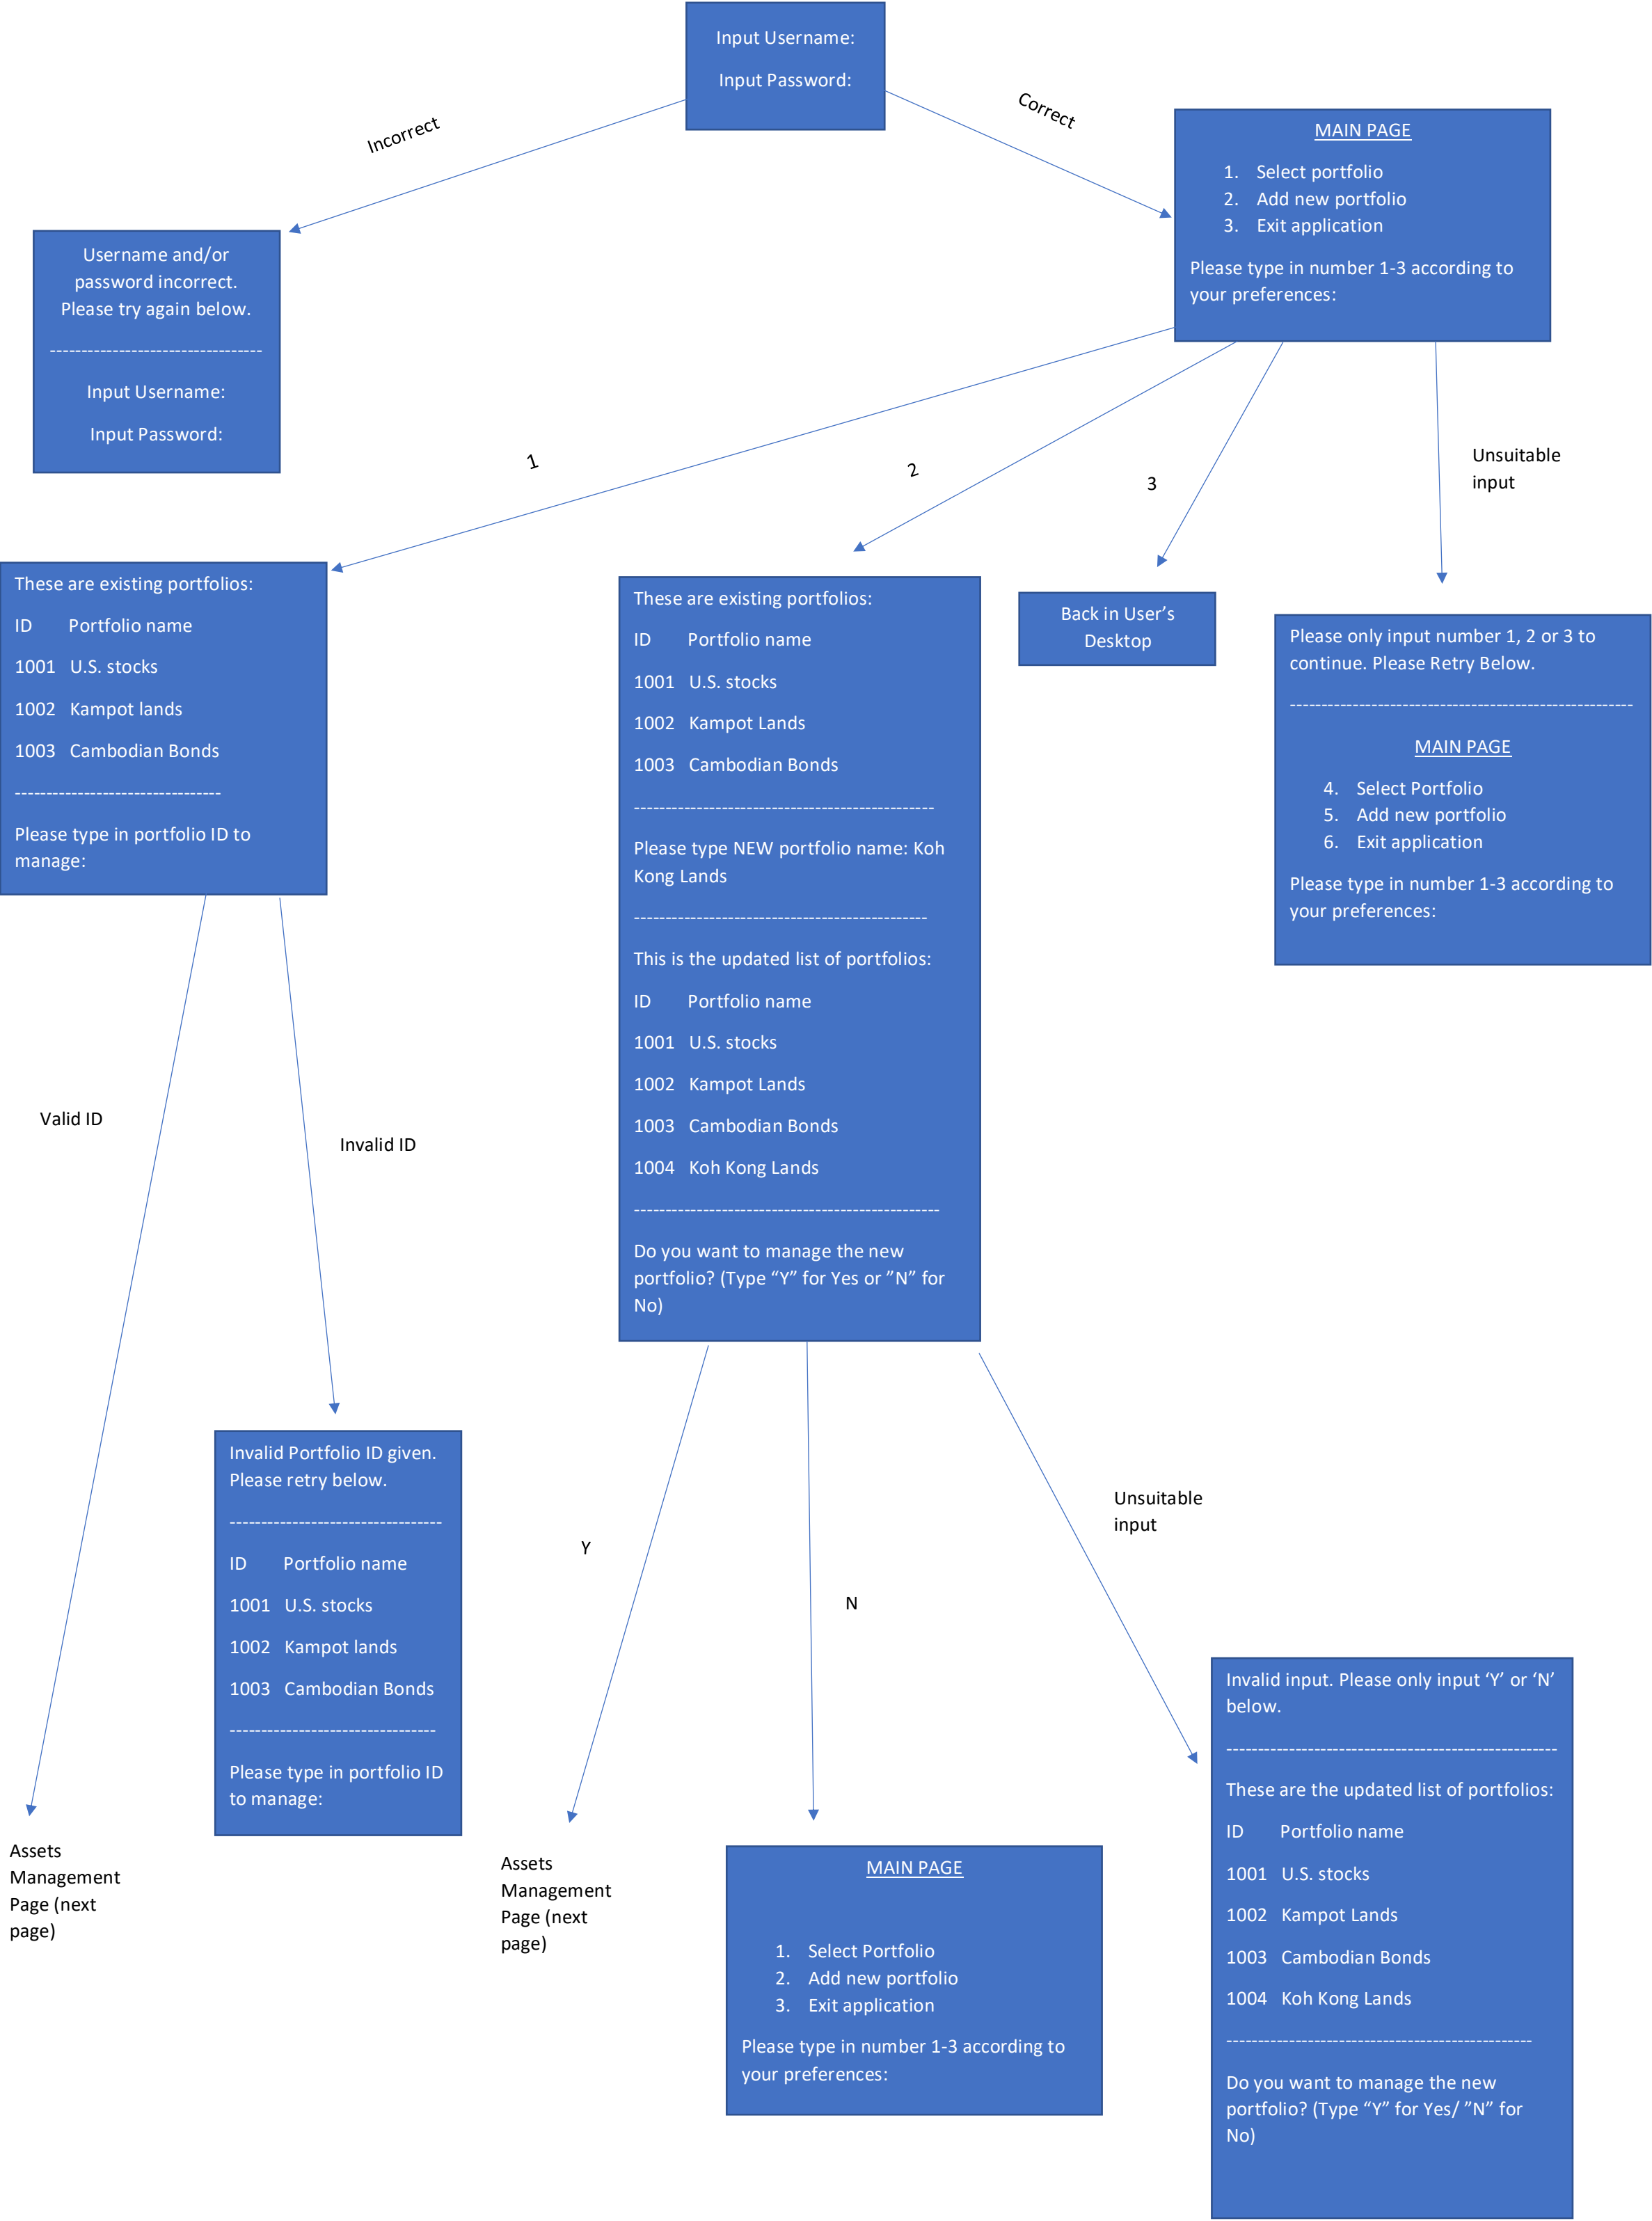 Input Username:
Input Password:
Incorrect
Correct
MAIN PAGE
1. Select portfolio
2. Add new portfolio
3. Exit application
Please type in number 1-3 according to
your preferences:
Username and/or
password incorrect.
Please try again below.
----------------------------------
Input Username:
Input Password:
1
2
3
Unsuitable
input
These are existing portfolios:
ID Portfolio name
1001 U.S. stocks
1002 Kampot lands
1003 Cambodian Bonds
---------------------------------
Please type in portfolio ID to
manage:
These are existing portfolios:
ID Portfolio name
1001 U.S. stocks
1002 Kampot Lands
1003 Cambodian Bonds
------------------------------------------------
Please type NEW portfolio name: Koh
Kong Lands
-----------------------------------------------
This is the updated list of portfolios:
ID Portfolio name
1001 U.S. stocks
1002 Kampot Lands
1003 Cambodian Bonds
1004 Koh Kong Lands
-------------------------------------------------
Do you want to manage the new
portfolio? (Type “Y” for Yes or ”N” for
No)
Back in User’s
Desktop
Please only input number 1, 2 or 3 to
continue. Please Retry Below.
-------------------------------------------------------
MAIN PAGE
4. Select Portfolio
5. Add new portfolio
6. Exit application
Please type in number 1-3 according to
your preferences:
Valid ID
Invalid ID
Invalid Portfolio ID given.
Please retry below.
----------------------------------
ID Portfolio name
1001 U.S. stocks
1002 Kampot lands
1003 Cambodian Bonds
---------------------------------
Please type in portfolio ID
to manage:
Y
N
Unsuitable
input
Assets
Management
Page (next
page)
Assets
Management
Page (next
page)
MAIN PAGE
1. Select Portfolio
2. Add new portfolio
3. Exit application
Please type in number 1-3 according to
your preferences:
Invalid input. Please only input ‘Y’ or ‘N’
below.
-----------------------------------------------------
These are the updated list of portfolios:
ID Portfolio name
1001 U.S. stocks
1002 Kampot Lands
1003 Cambodian Bonds
1004 Koh Kong Lands
-------------------------------------------------
Do you want to manage the new
portfolio? (Type “Y” for Yes/ ”N” for
No)